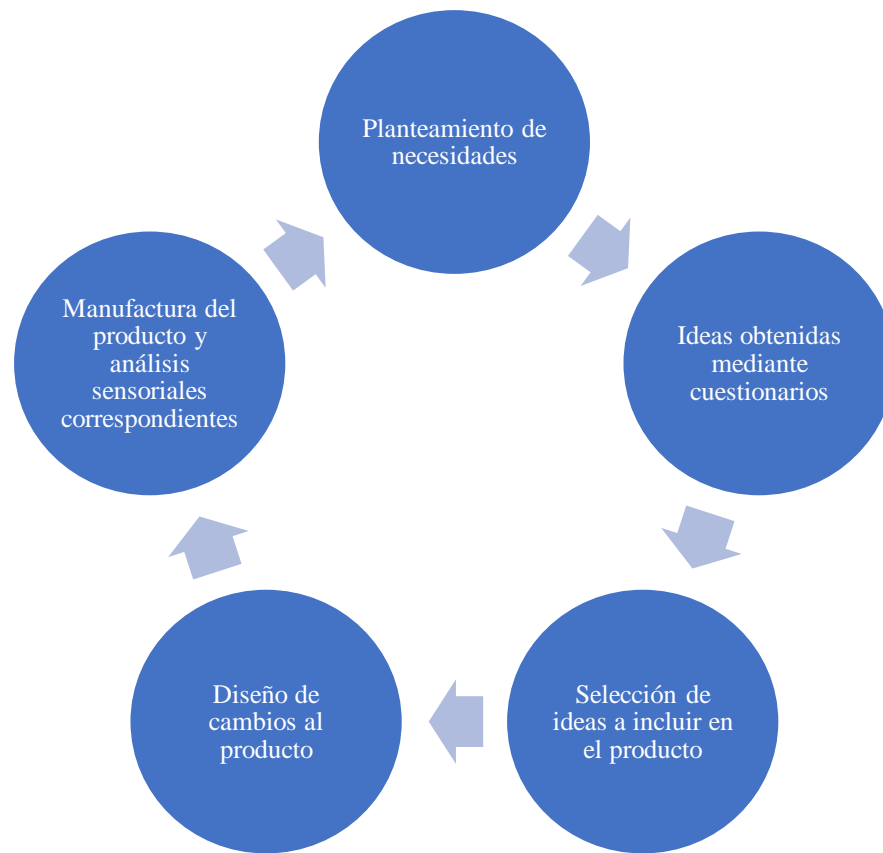 Planteamiento de
necesidades
Ideas obtenidas
mediante
cuestionarios
Selección de
ideas a incluir en
el producto
Diseño de
cambios al
producto
Manufactura del
producto y
análisis
sensoriales
correspondientes